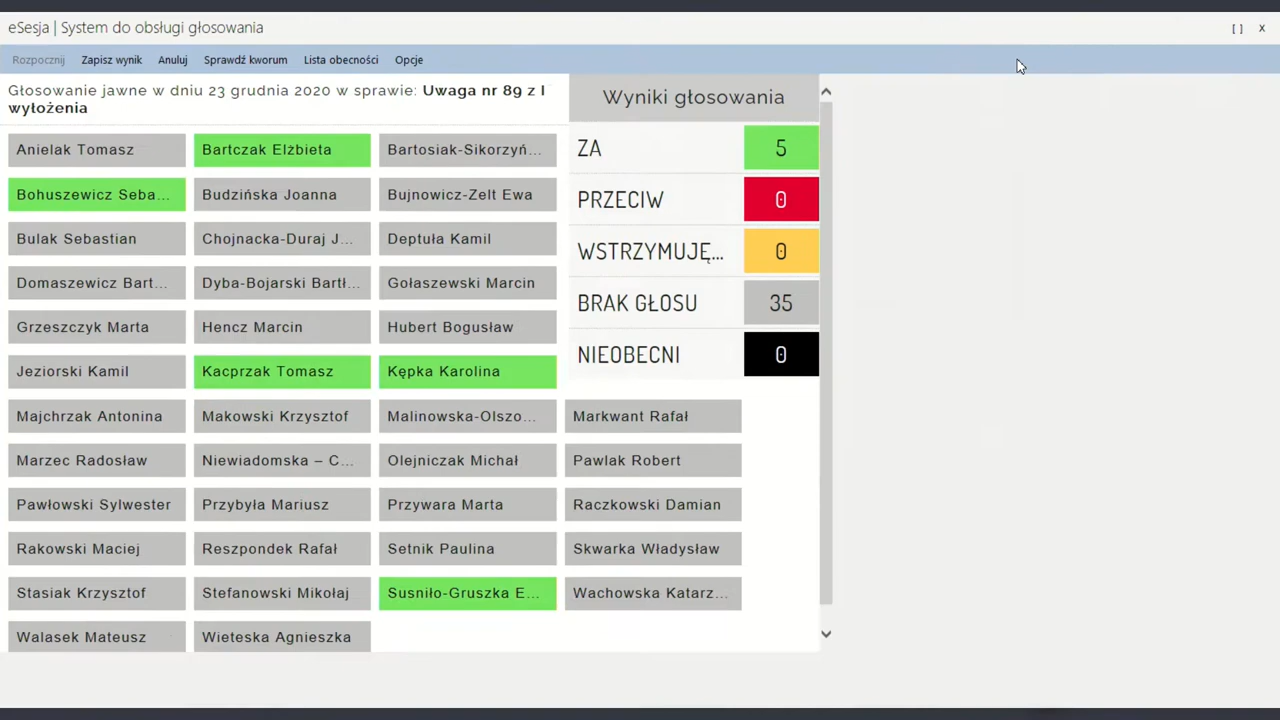 eSesja | System do obsługi głosowania
[ ] X
Rozpocznij Zapisz wynik Anuluj Sprawdź kworum Lista obecności Opcje
Głosowanie jawne w dniu 23 grudnia 2020 w sprawie: Uwaga nr 89 z I
wyłożenia
Wyniki głosowania
ZA 5
PRZECIW 0
WSTRZYMUJĘ... 0
BRAK GŁOSU 35
NIEOBECNI 0
Anielak Tomasz Bartczak Elżbieta Bartosiak-Sikorzyń...
Bohuszewicz Seba... Budzińska Joanna Bujnowicz-Zelt Ewa
Bulak Sebastian Chojnacka-Duraj J... Deptuła Kamil
Domaszewicz Bart... Dyba-Bojarski Bartł... Gołaszewski Marcin
Grzeszczyk Marta Hencz Marcin Hubert Bogusław
Jeziorski Kamil Kacprzak Tomasz Kępka Karolina
Majchrzak Antonina Makowski Krzysztof Malinowska-Olszo... Markwant Rafał
Marzec Radosław Niewiadomska – C... Olejniczak Michał Pawlak Robert
Pawłowski Sylwester Przybyła Mariusz Przywara Marta Raczkowski Damian
Rakowski Maciej Reszpondek Rafał Setnik Paulina Skwarka Władysław
Stasiak Krzysztof Stefanowski Mikołaj Susniło-Gruszka E... Wachowska Katarz...
Walasek Mateusz Wieteska Agnieszka